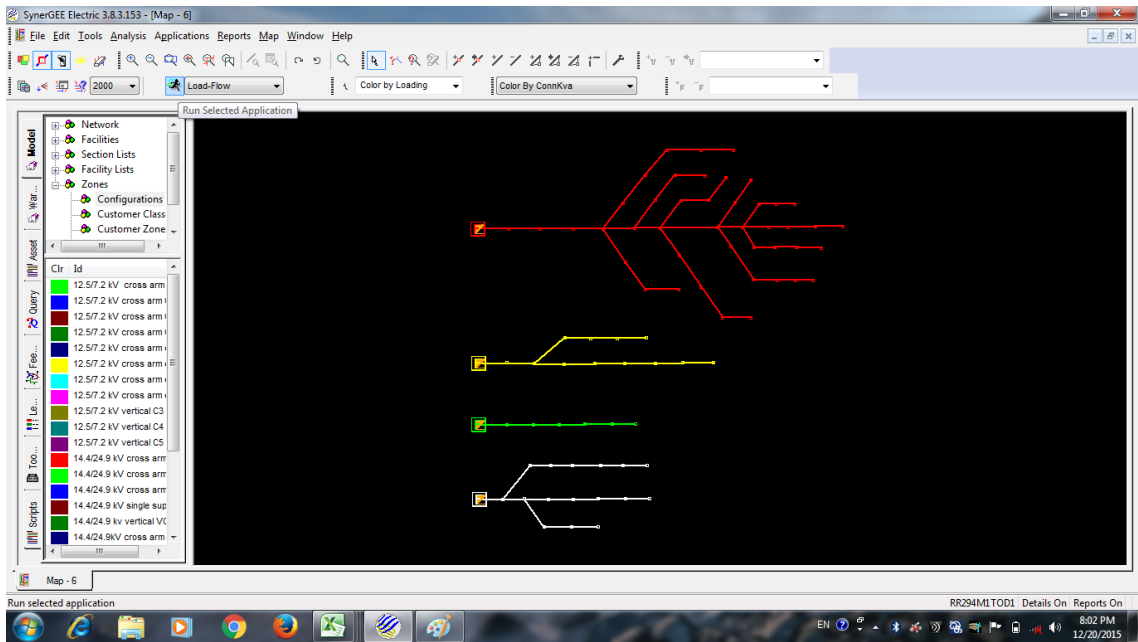 SynerGEE Electric 3.8.3.153 - [Map - 6]
File Edit Tools Analysis Applications Reports Map Window Help
2000 Load-Flow Color by Loading Color By ConnKva
Run Selected Application
Model
War...
Asset
Query
Fee...
Le...
Too...
Scripts
Network
Facilities
Section Lists
Facility Lists
Zones
Configurations
Customer Class
Customer Zone
Clr Id
12.5/7.2 kV cross arm
12.5/7.2 kV cross arm
12.5/7.2 kV cross arm
12.5/7.2 kV cross arm
12.5/7.2 kV cross arm
12.5/7.2 kV cross arm
12.5/7.2 kV cross arm
12.5/7.2 kV cross arm
12.5/7.2 kV vertical C3
12.5/7.2 kV vertical C4
12.5/7.2 kV vertical C5
14.4/24.9 kV cross arm
14.4/24.9 kV cross arm
14.4/24.9 kV cross arm
14.4/24.9 kV single sup
14.4/24.9 kv vertical VC
14.4/24.9kV cross arm
Map - 6
Run selected application RR294M1TOD1 Details On Reports On
EN 8:02 PM
12/20/2015